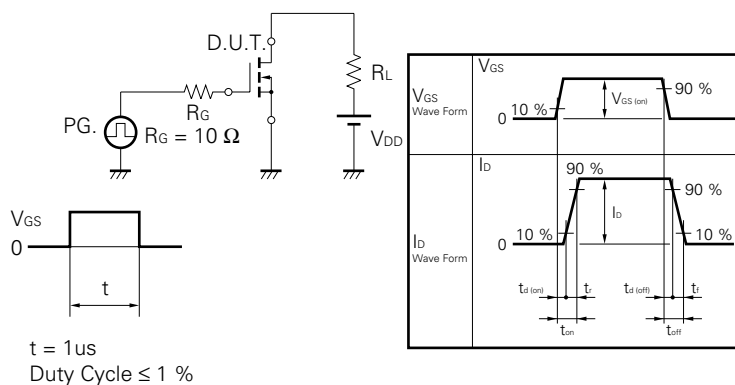 D.U.T.
RL
RG
PG.
RG = 10 Ω
VDD
VGS
0
t
t = 1us
Duty Cycle ≤ 1 %
VGS
Wave Form
VGS
10 %
VGS (on)
90 %
0
ID
Wave Form
ID
90 %
90 %
10 %
ID
10 %
0
td (on)
tr
td (off)
tf
ton
toff